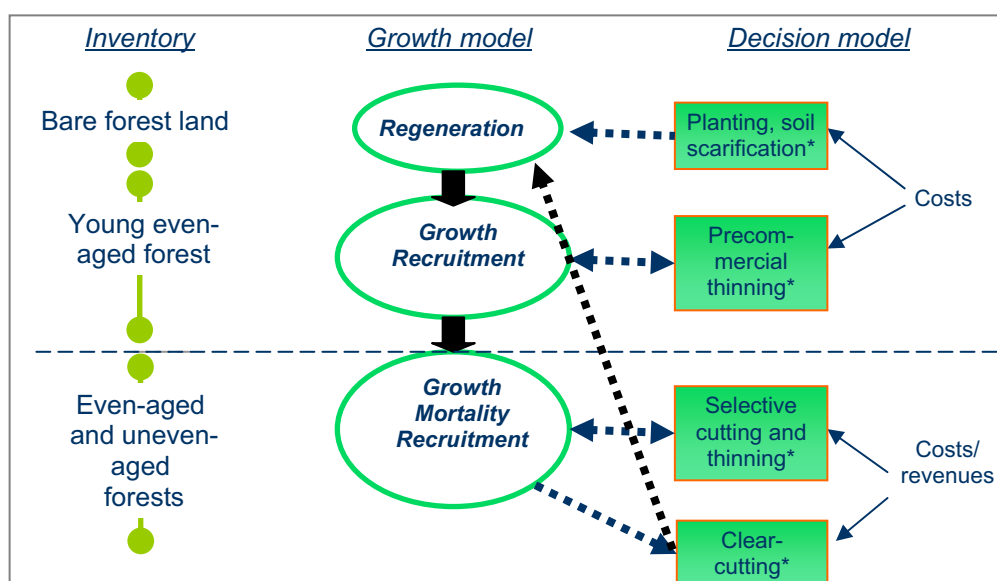 Inventory
Growth model
Decision model
Bare forest land
Regeneration
Planting, soil
scarification*
Costs
Young even-
aged forest
Growth
Recruitment
Precom-
mercial
thinning*
Even-aged
and uneven-
aged
forests
Growth
Mortality
Recruitment
Selective
cutting and
thinning*
Costs/
revenues
Clear-
cutting*